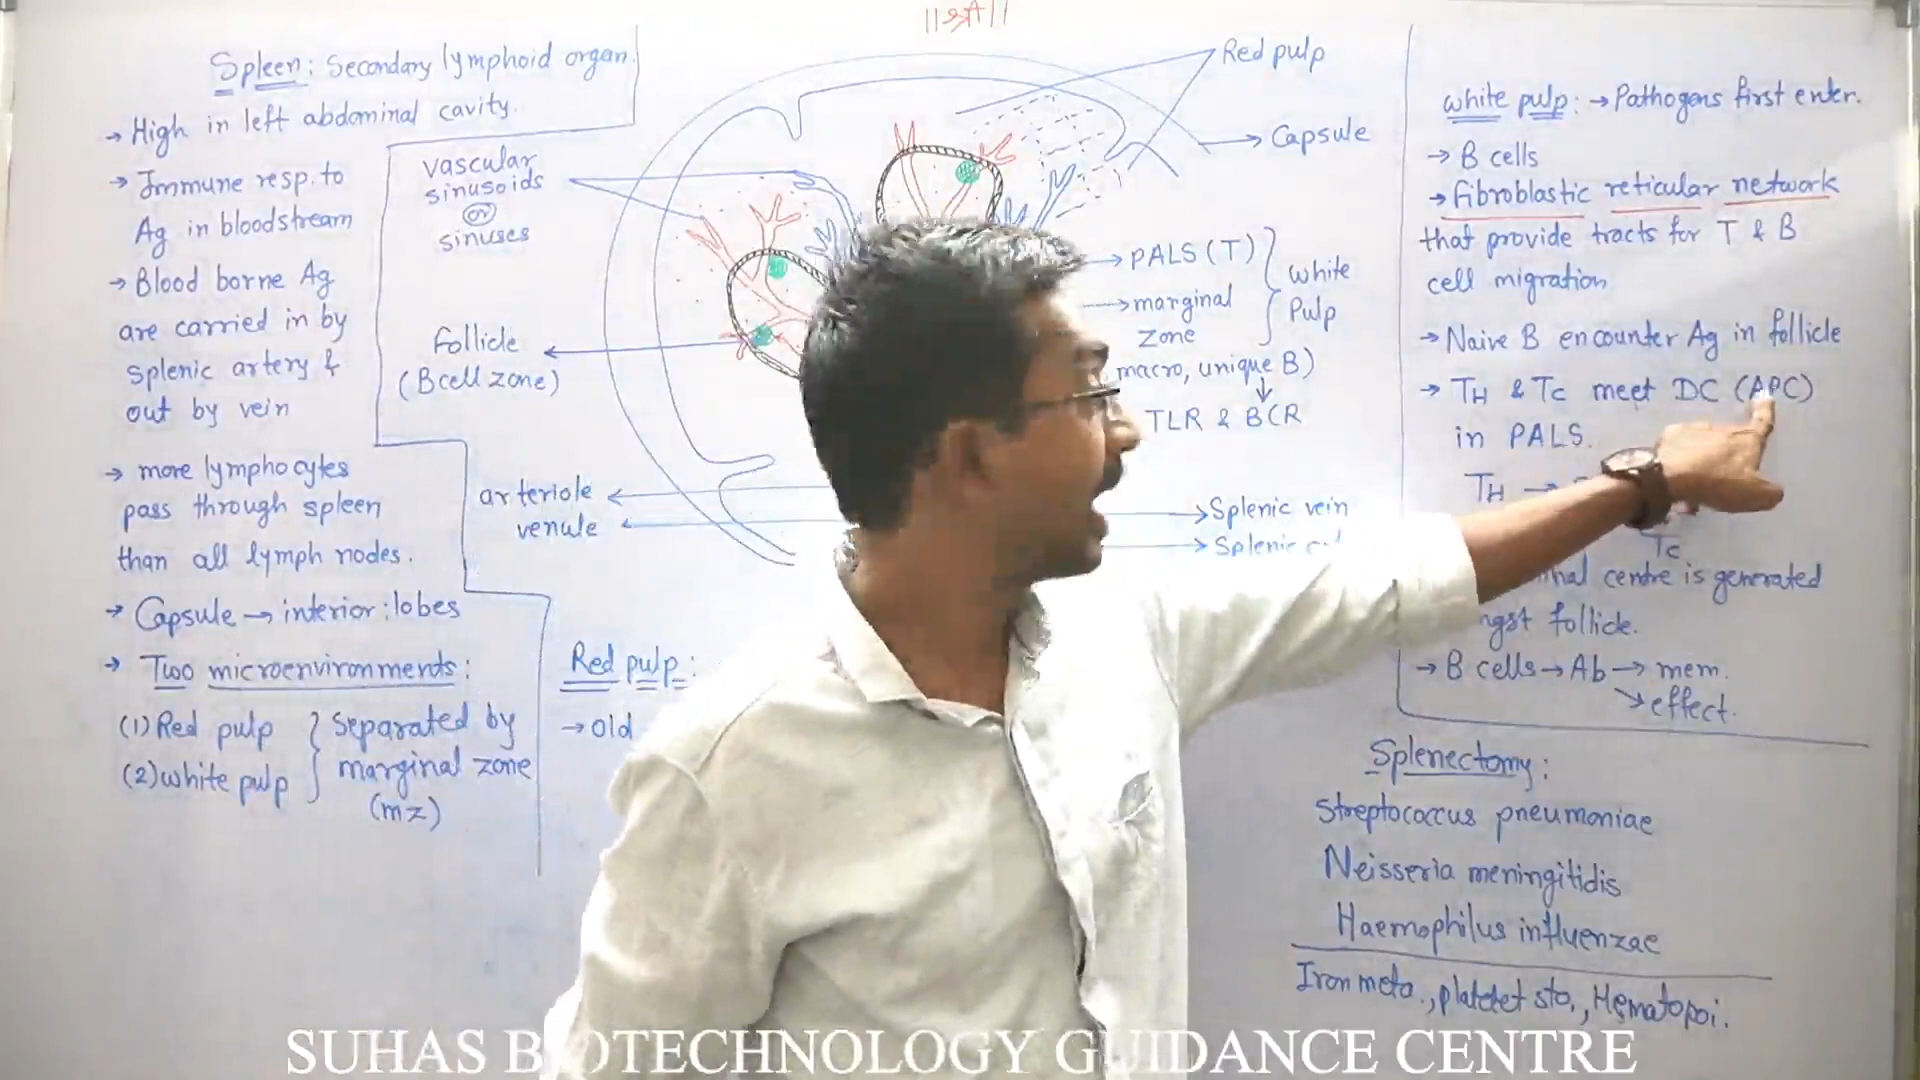 ||श्री||
Spleen: Secondary lymphoid organ.
→ High in left abdominal cavity.
→ Immune resp. to
Ag in bloodstream
→ Blood borne Ag
are carried in by
splenic artery &
out by vein
→ more lymphocytes
pass through spleen
than all lymph nodes.
→ Capsule → interior: lobes
→ Two microenvironments:
(1) Red pulp } Separated by
(2) white pulp } marginal zone
(mz)
vascular
sinusoids
or
sinuses
Follicle
(B cell zone)
arteriole
venule
Red pulp
Capsule
→ PALS (T)
→ marginal
zone
white
Pulp
macro, unique B)
↓
TLR & BCR
→ Splenic vein
→ Splenic
Red pulp:
→ old
white pulp: → Pathogens first enter.
→ B cells
→ Fibroblastic reticular network
that provide tracts for T & B
cell migration
→ Naive B encounter Ag in follicle
→ TH & Tc meet DC (APC)
in PALS.
TH →
Tc
centre is generated
follicle.
→ B cells → Ab → mem.
↘ effect.
Splenectomy:
Streptococcus pneumoniae
Neisseria meningitidis
Haemophilus influenzae
Iron meta., platelet sto., Hematopoi.
SUHAS BIOTECHNOLOGY GUIDANCE CENTRE